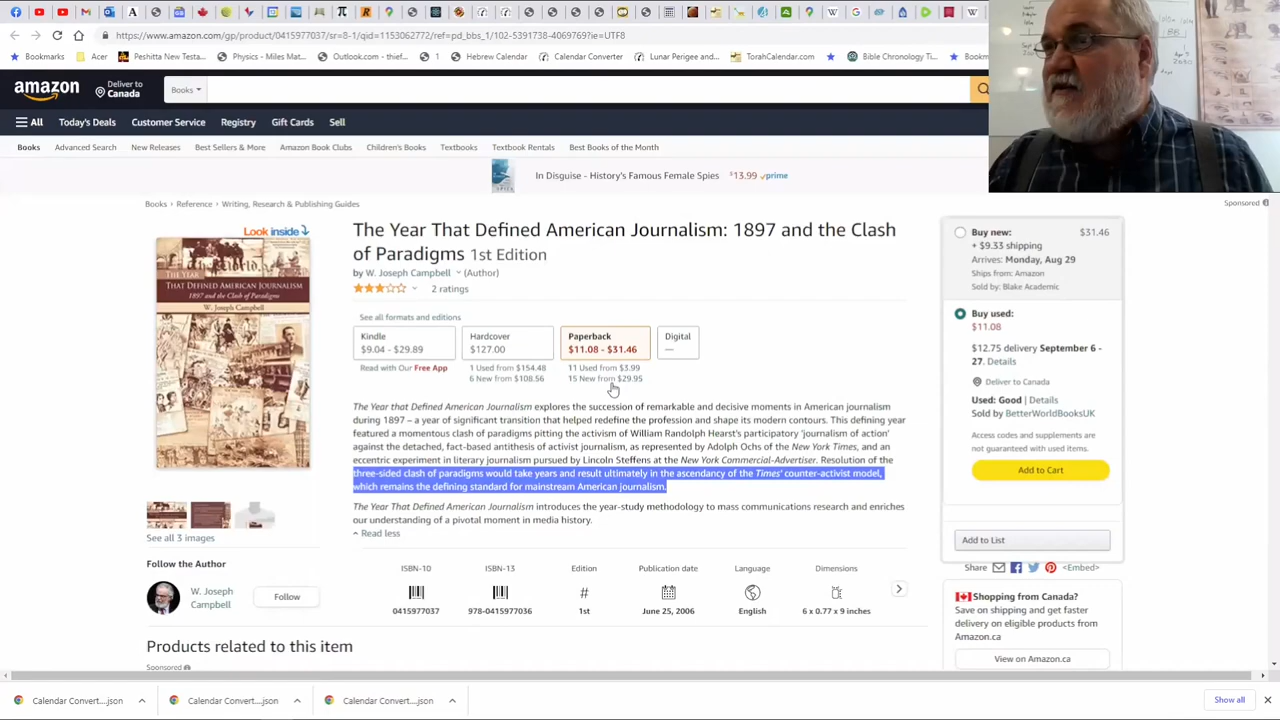 https://www.amazon.com/gp/product/0415977037/sr=8-1/qid=1153062772/ref=pd_bbs_1/102-5391738-4069769?ie=UTF8
Bookmarks Acer Peshitta New Testa... Physics - Miles Mat... Outlook.com - thief... 1 Hebrew Calendar Calendar Converter Lunar Perigee and... TorahCalendar.com Bible Chronology Ti...
amazon
Deliver to
Canada
Books
All Today's Deals Customer Service Registry Gift Cards Sell
Books Advanced Search New Releases Best Sellers & More Amazon Book Clubs Children's Books Textbooks Textbook Rentals Best Books of the Month
In Disguise - History's Famous Female Spies $13.99 prime
Sponsored
Books › Reference › Writing, Research & Publishing Guides
Look inside
THE YEAR
THAT DEFINED AMERICAN JOURNALISM
1897 and the Clash of Paradigms
W. Joseph Campbell
See all 3 images
Follow the Author
W. Joseph
Campbell
Follow
The Year That Defined American Journalism: 1897 and the Clash
of Paradigms 1st Edition
by W. Joseph Campbell (Author)
2 ratings
See all formats and editions
Kindle
$9.04 - $29.89
Read with Our Free App
Hardcover
$127.00
1 Used from $154.48
6 New from $108.56
Paperback
$11.08 - $31.46
11 Used from $3.99
15 New from $29.95
Digital
—
The Year that Defined American Journalism explores the succession of remarkable and decisive moments in American journalism
during 1897 – a year of significant transition that helped redefine the profession and shape its modern contours. This defining year
featured a momentous clash of paradigms pitting the activism of William Randolph Hearst's participatory 'journalism of action'
against the detached, fact-based antithesis of activist journalism, as represented by Adolph Ochs of the New York Times, and an
eccentric experiment in literary journalism pursued by Lincoln Steffens at the New York Commercial-Advertiser. Resolution of the
three-sided clash of paradigms would take years and result ultimately in the ascendancy of the Times' counter-activist model,
which remains the defining standard for mainstream American journalism.
The Year That Defined American Journalism introduces the year-study methodology to mass communications research and enriches
our understanding of a pivotal moment in media history.
Read less
ISBN-10
0415977037
ISBN-13
978-0415977036
Edition
#
1st
Publication date
June 25, 2006
Language
English
Dimensions
6 x 0.77 x 9 inches
Buy new: $31.46
+ $9.33 shipping
Arrives: Monday, Aug 29
Ships from: Amazon
Sold by: Blake Academic
Buy used:
$11.08
$12.75 delivery September 6 -
27. Details
Deliver to Canada
Used: Good | Details
Sold by BetterWorldBooksUK
Access codes and supplements are
not guaranteed with used items.
Add to Cart
Add to List
Share <Embed>
Shopping from Canada?
Save on shipping and get faster
delivery on eligible products from
Amazon.ca
View on Amazon.ca
Products related to this item
Sponsored
Calendar Convert....json Calendar Convert....json Calendar Convert....json Show all